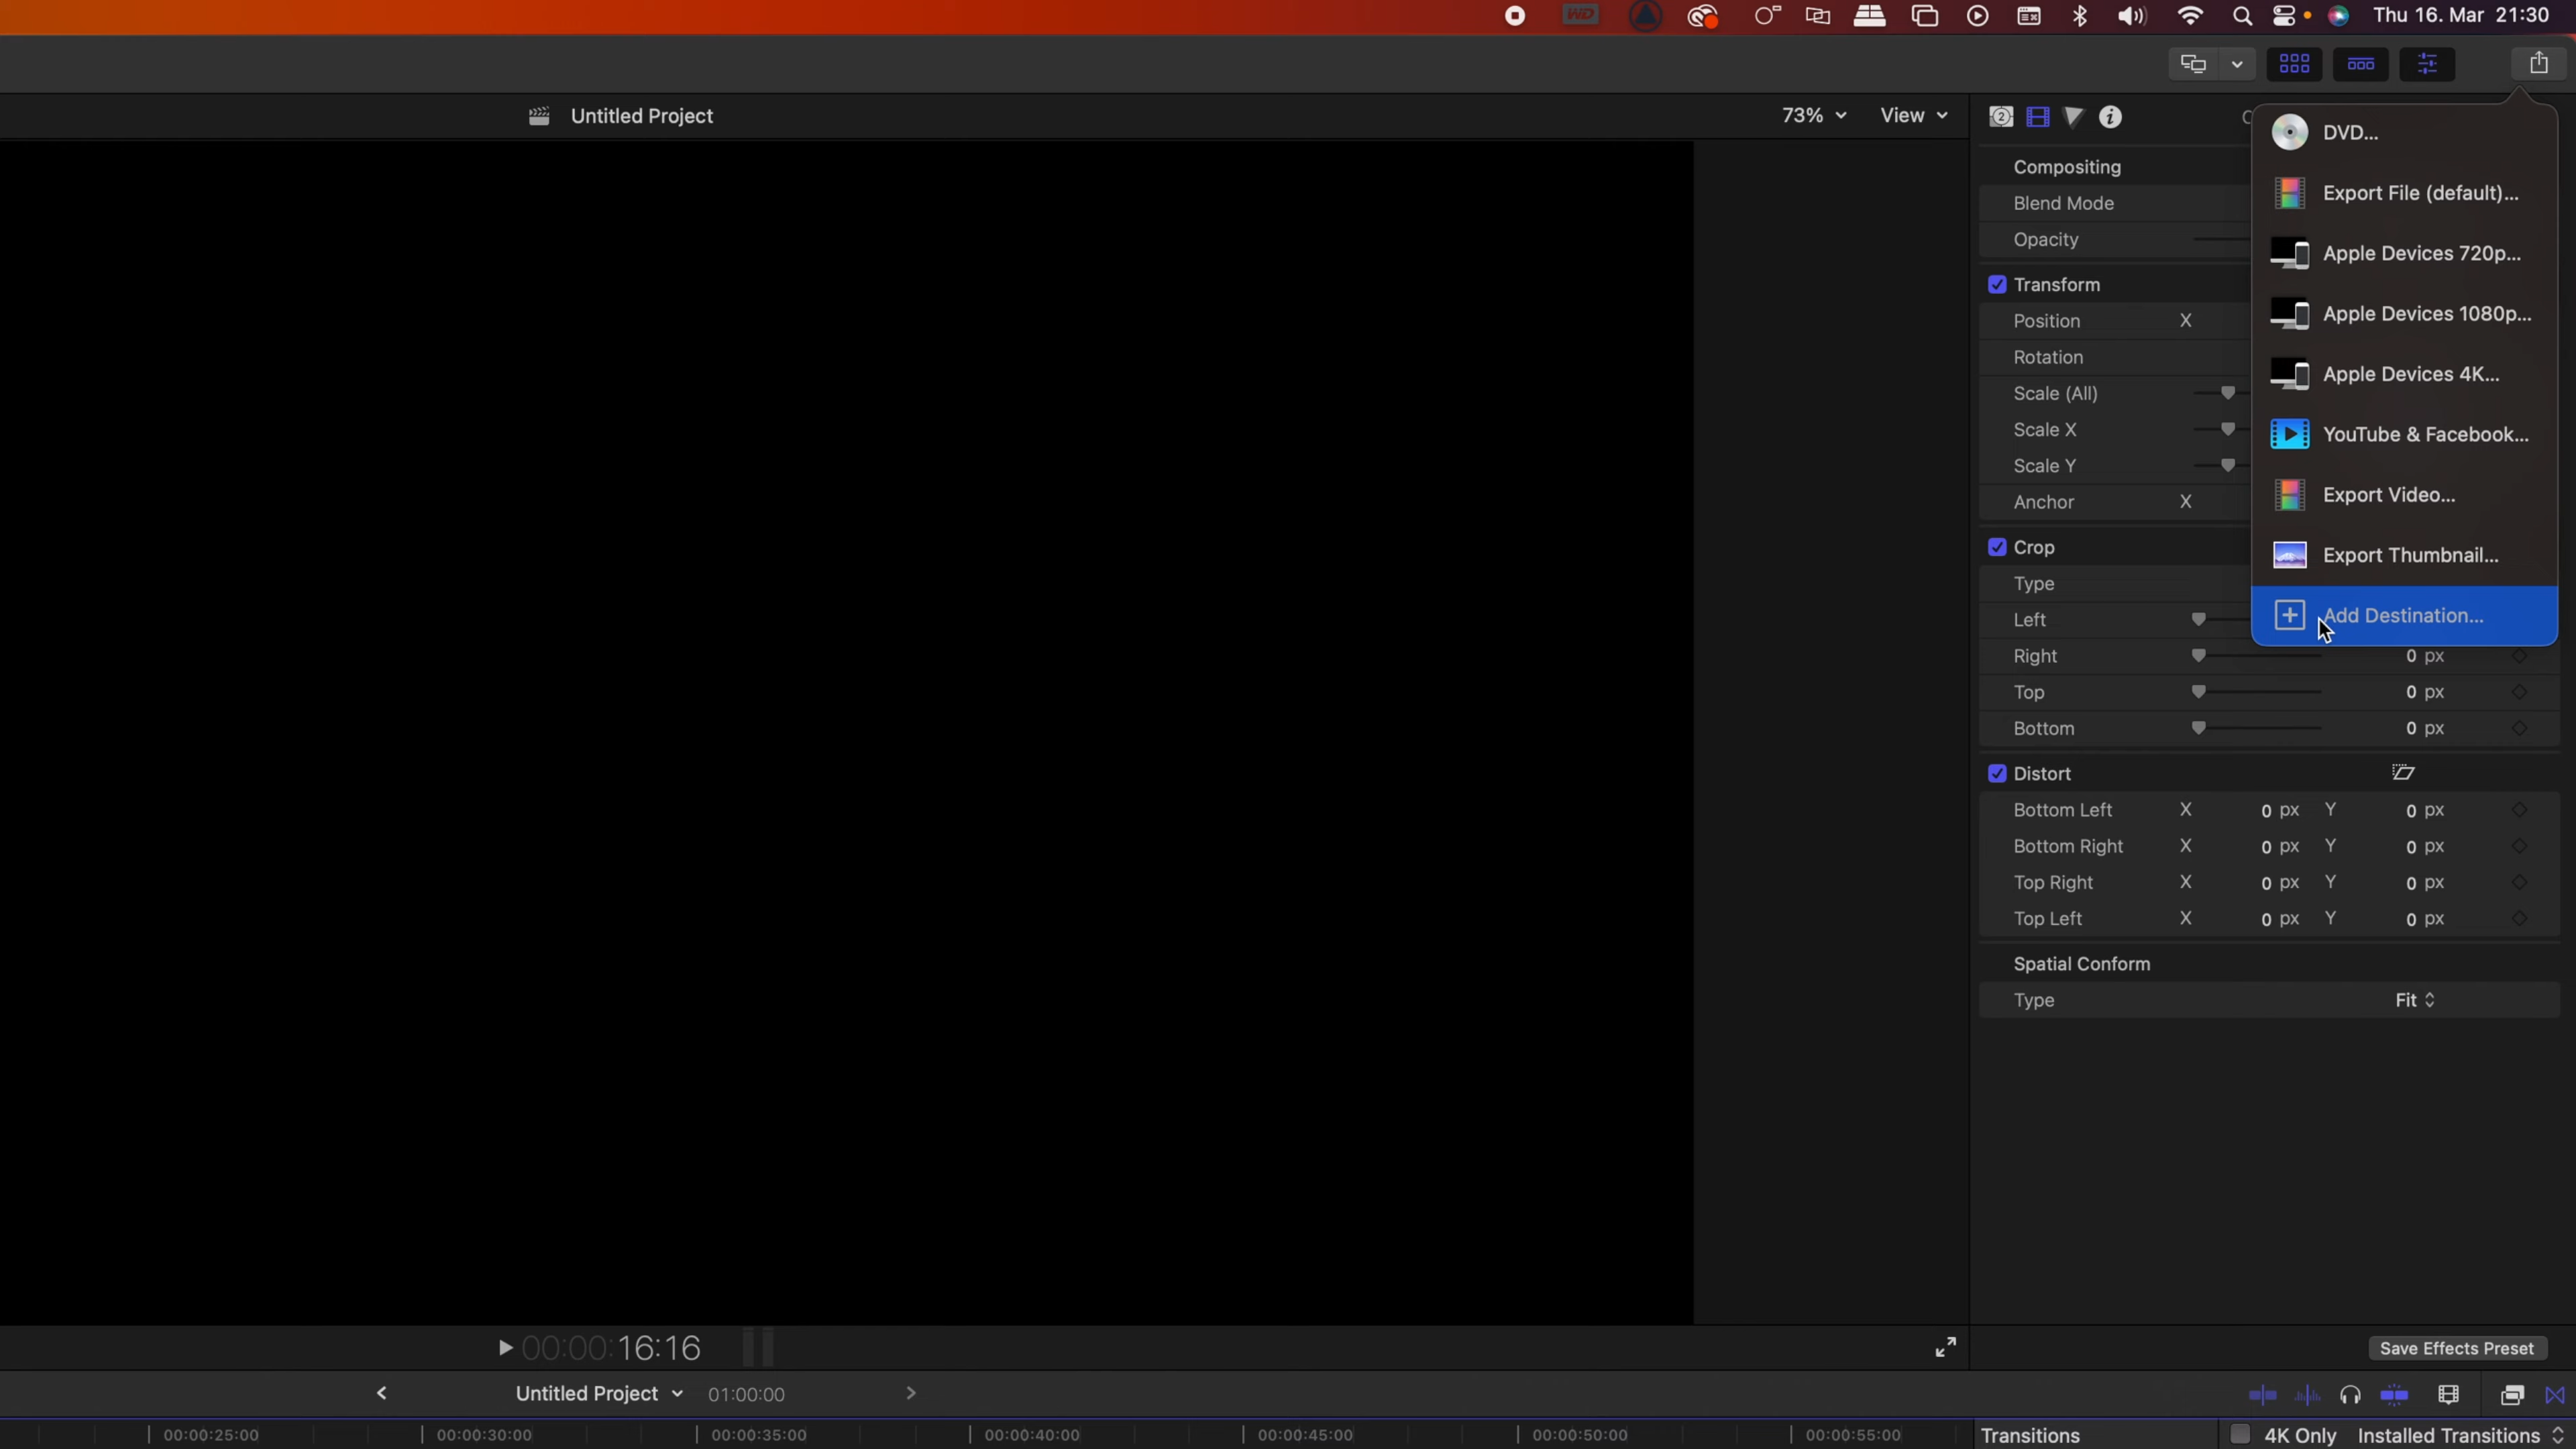 WD
Thu 16. Mar 21:30
Untitled Project
73%
View
2
i
DVD...
Compositing
Blend Mode
Export File (default)...
Opacity
Apple Devices 720p...
Transform
Position X
Apple Devices 1080p...
Rotation
Scale (All)
Apple Devices 4K...
Scale X
YouTube & Facebook...
Scale Y
Anchor X
Export Video...
Crop
Export Thumbnail...
Type
Left
Add Destination...
Right 0 px
Top 0 px
Bottom 0 px
Distort
Bottom Left X 0 px Y 0 px
Bottom Right X 0 px Y 0 px
Top Right X 0 px Y 0 px
Top Left X 0 px Y 0 px
Spatial Conform
Type Fit
00:00:16:16
Save Effects Preset
Untitled Project 01:00:00
00:00:25:00 00:00:30:00 00:00:35:00 00:00:40:00 00:00:45:00 00:00:50:00 00:00:55:00
Transitions 4K Only Installed Transitions